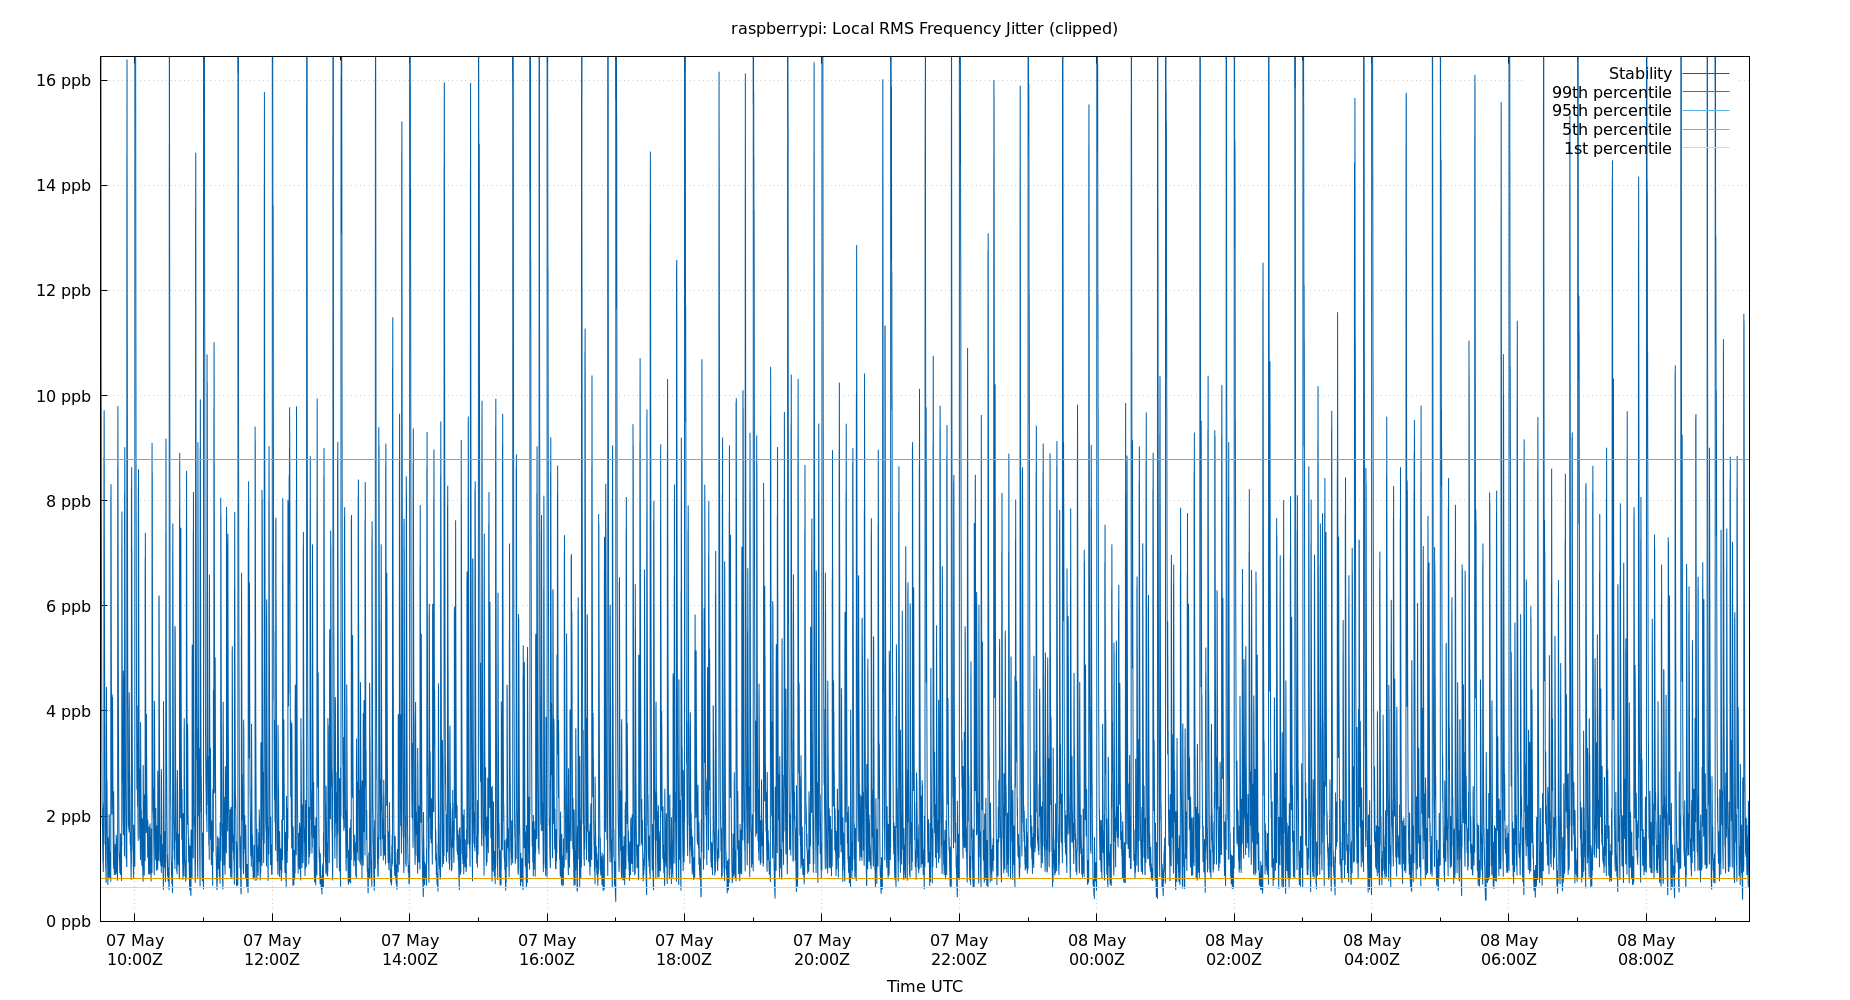 raspberrypi: Local RMS Frequency Jitter (clipped)
16 ppb
14 ppb
12 ppb
10 ppb
8 ppb
6 ppb
4 ppb
2 ppb
0 ppb
Stability
99th percentile
95th percentile
5th percentile
1st percentile
07 May 07 May 07 May 07 May 07 May 07 May 07 May 08 May 08 May 08 May 08 May 08 May
10:00Z 12:00Z 14:00Z 16:00Z 18:00Z 20:00Z 22:00Z 00:00Z 02:00Z 04:00Z 06:00Z 08:00Z
Time UTC